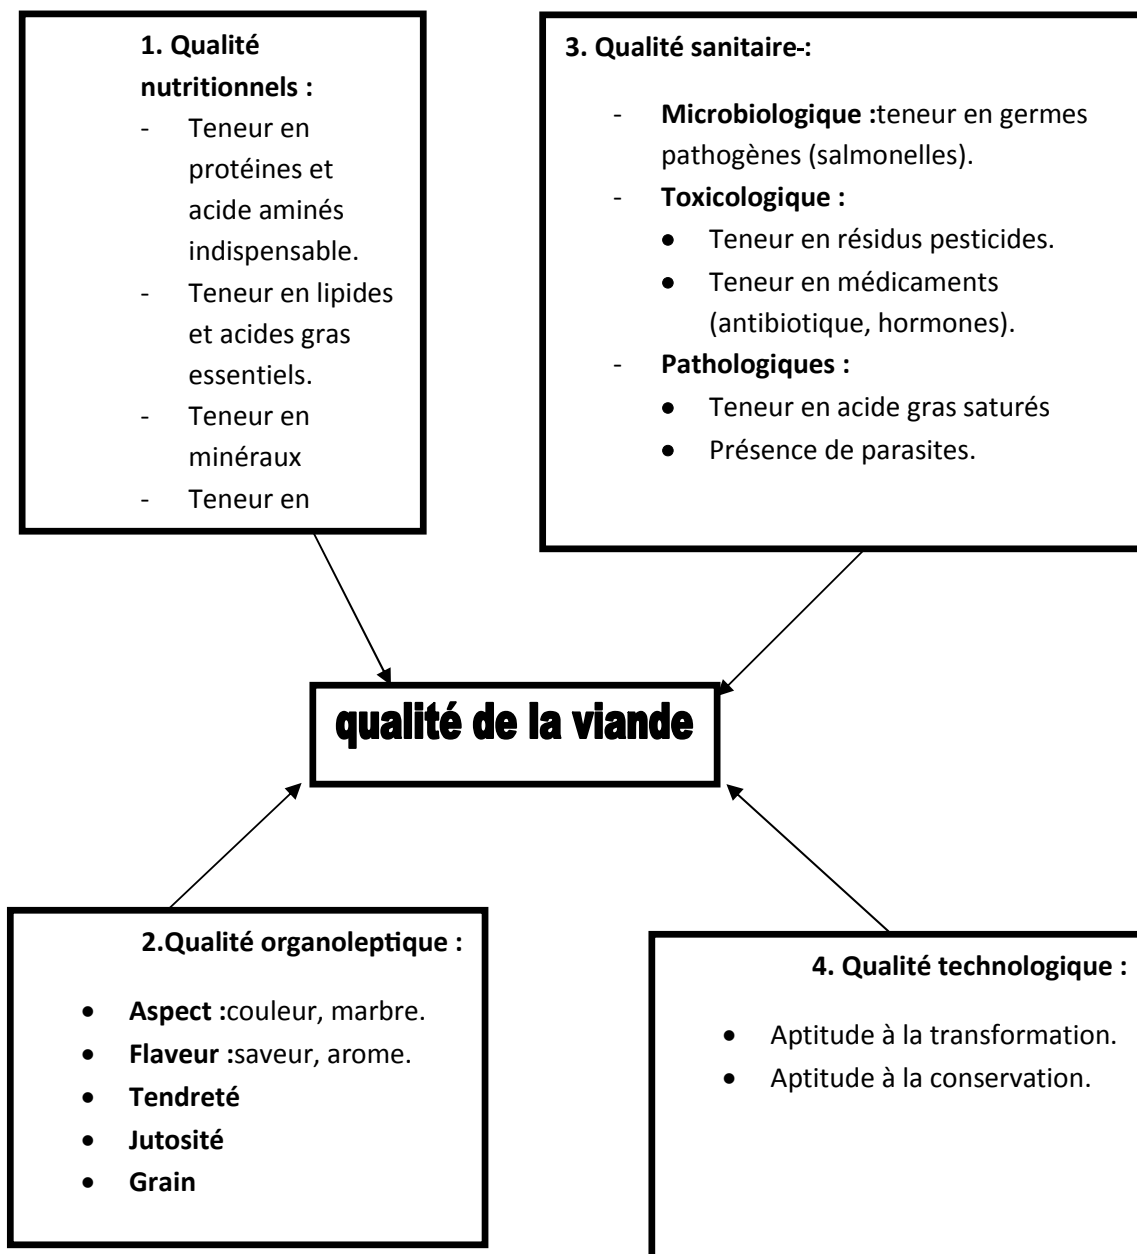 1. Qualité
nutritionnels :
- Teneur en
protéines et
acide aminés
indispensable.
- Teneur en lipides
et acides gras
essentiels.
- Teneur en
minéraux
- Teneur en
3. Qualité sanitaire-:
- Microbiologique :teneur en germes
pathogènes (salmonelles).
- Toxicologique :
● Teneur en résidus pesticides.
● Teneur en médicaments
(antibiotique, hormones).
- Pathologiques :
● Teneur en acide gras saturés
● Présence de parasites.
qualité de la viande
2.Qualité organoleptique :
● Aspect :couleur, marbre.
● Flaveur :saveur, arome.
● Tendreté
● Jutosité
● Grain
4. Qualité technologique :
● Aptitude à la transformation.
● Aptitude à la conservation.